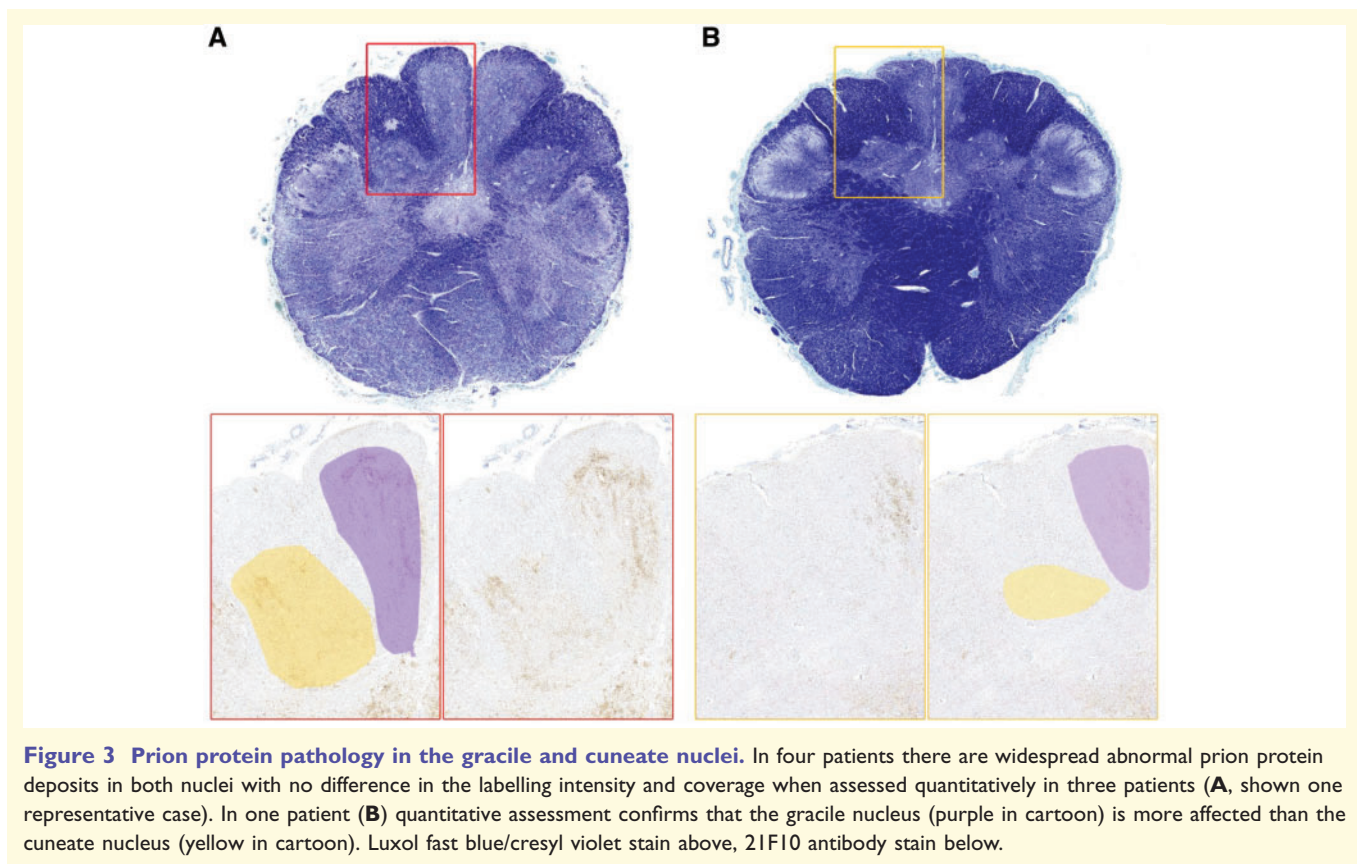 A
B
Figure 3 Prion protein pathology in the gracile and cuneate nuclei. In four patients there are widespread abnormal prion protein
deposits in both nuclei with no difference in the labelling intensity and coverage when assessed quantitatively in three patients (A, shown one
representative case). In one patient (B) quantitative assessment confirms that the gracile nucleus (purple in cartoon) is more affected than the
cuneate nucleus (yellow in cartoon). Luxol fast blue/cresyl violet stain above, 21F10 antibody stain below.